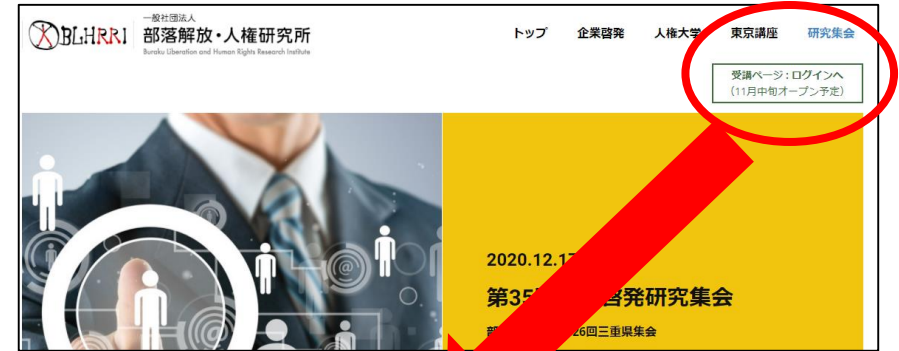 BLHRRI
一般社団法人
部落解放・人権研究所
Buraku Liberation and Human Rights Research Institute
トップ 企業啓発 人権大学 東京講座 研究集会
受講ページ:ログインへ
(11月中旬オープン予定)
2020.12.17
第35 啓発研究集会
部 26回三重県集会